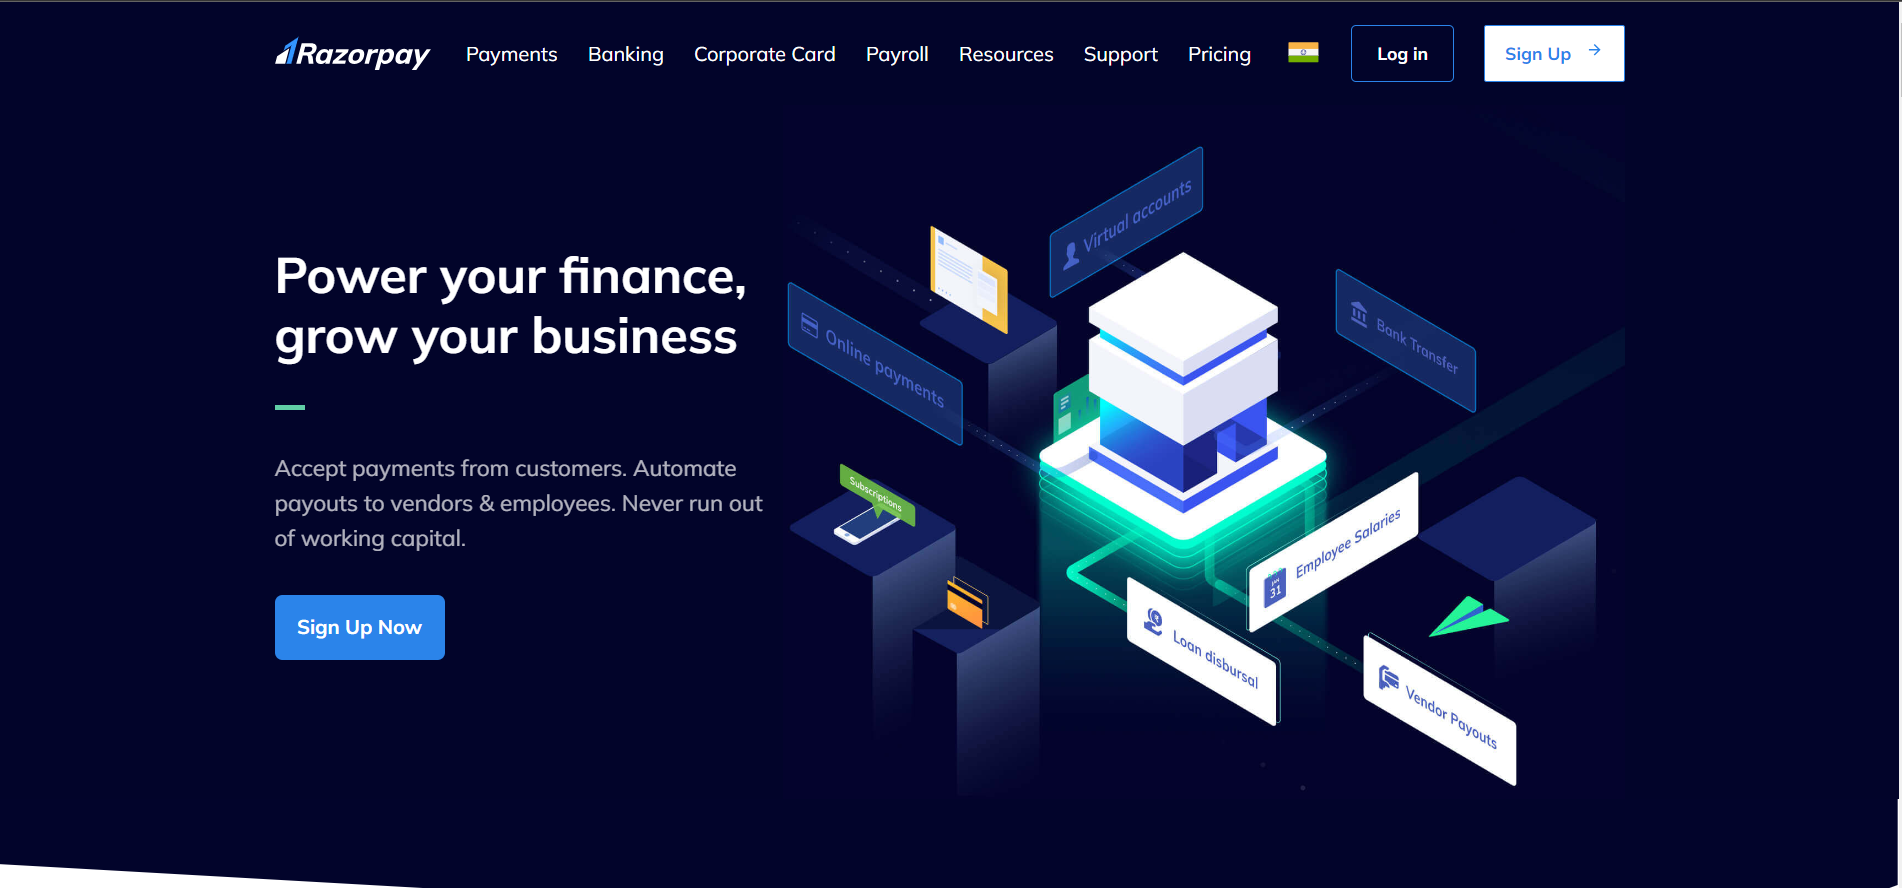 Razorpay
Payments
Banking
Corporate Card
Payroll
Resources
Support
Pricing
Log in
Sign Up
Power your finance,
grow your business
Accept payments from customers. Automate
payouts to vendors & employees. Never run out
of working capital.
Sign Up Now
Virtual accounts
Online payments
Bank Transfer
Subscriptions
Employee Salaries
JAN
31
Loan disbursal
Vendor Payouts